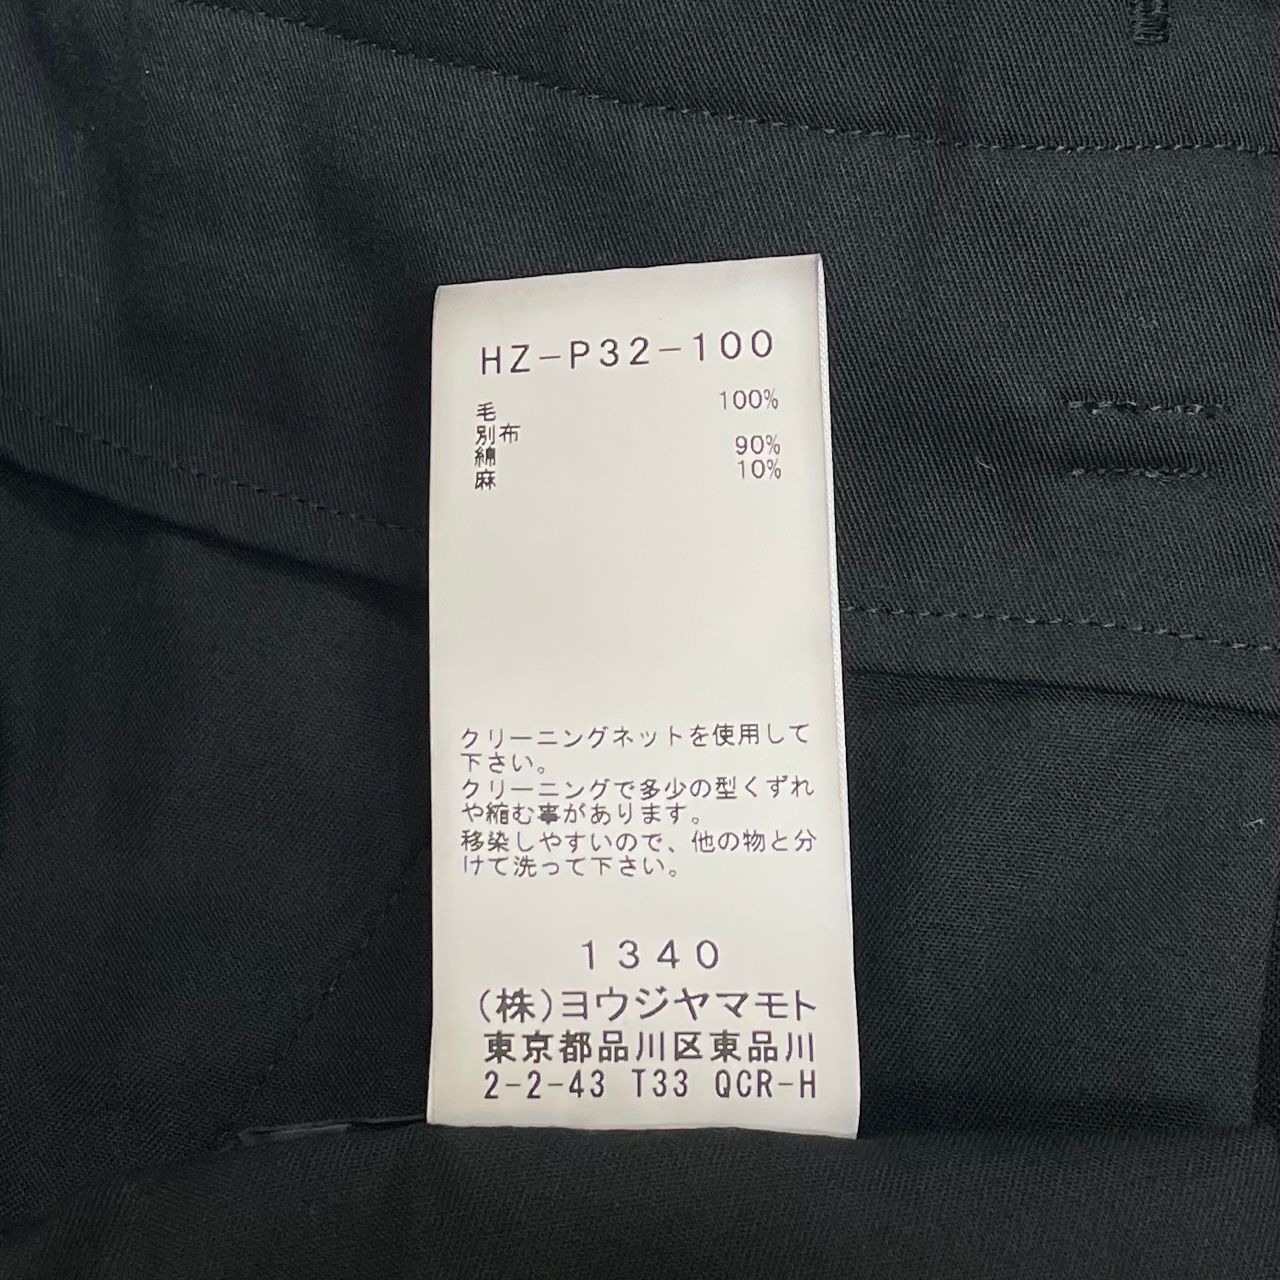 HZ-P32-100
毛 100%
別布
綿 90%
麻 10%
クリーニングネットを使用して
下さい。
クリーニングで多少の型くずれ
や縮む事があります。
移染しやすいので、他の物と分
けて洗って下さい。
1340
(株)ヨウジヤマモト
東京都品川区東品川
2-2-43 T33 QCR-H